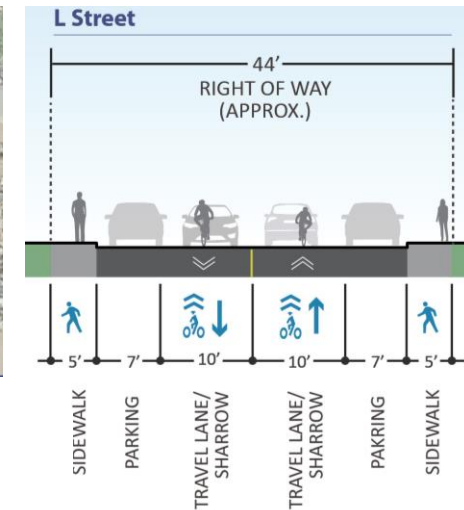 L Street
44'
RIGHT OF WAY
(APPROX.)
5' 7' 10' 10' 7' 5'
SIDEWALK
PARKING
TRAVEL LANE/
SHARROW
TRAVEL LANE/
SHARROW
PAKRING
SIDEWALK